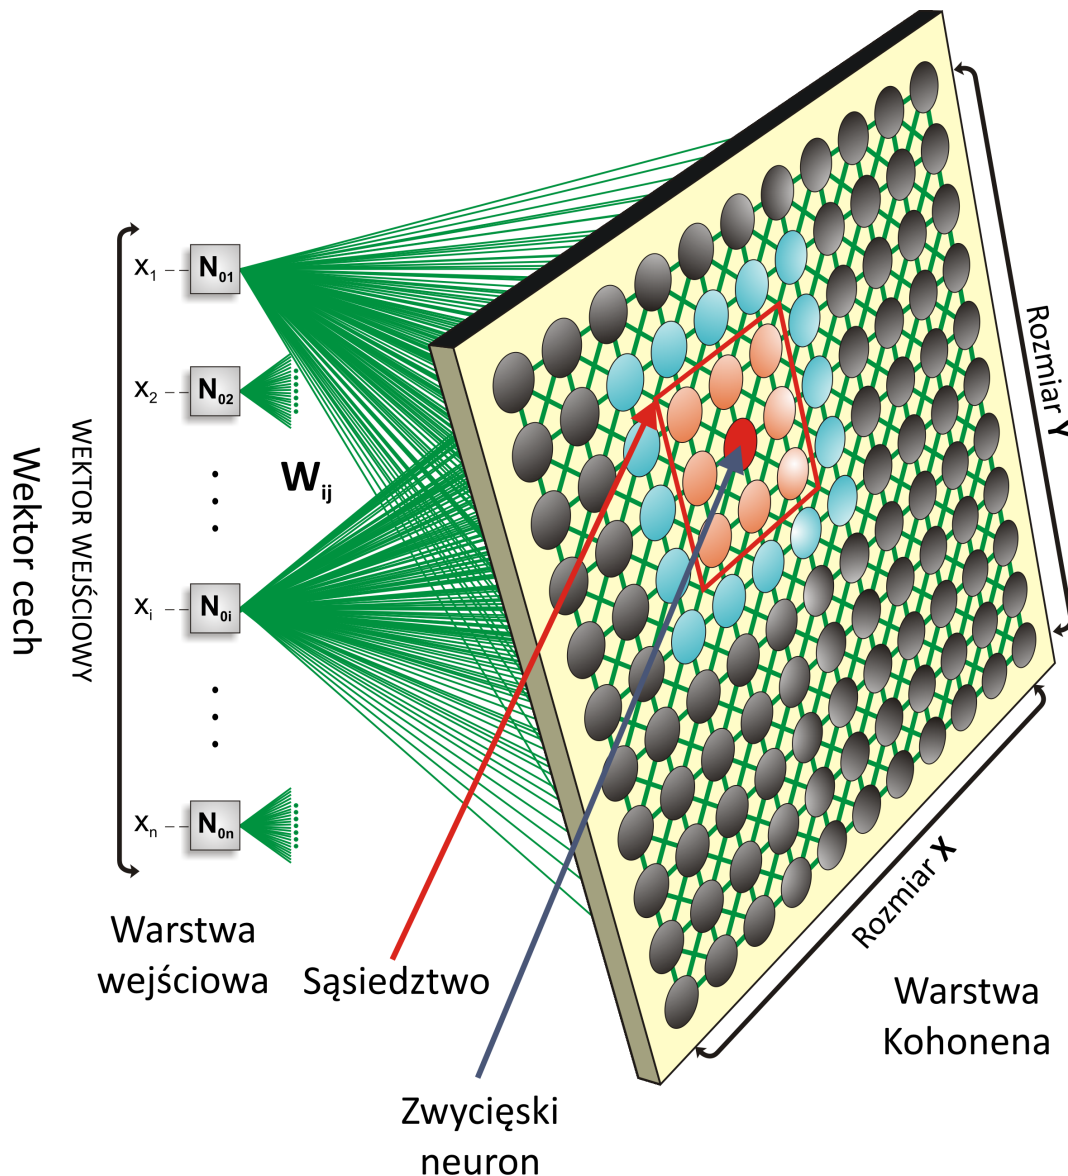 x1
N01
x2
N02
Wij
xi
N0i
xn
N0n
WEKTOR WEJŚCIOWY
Wektor cech
Warstwa
wejściowa
Sąsiedztwo
Zwycięski
neuron
Rozmiar Y
Rozmiar X
Warstwa
Kohonena